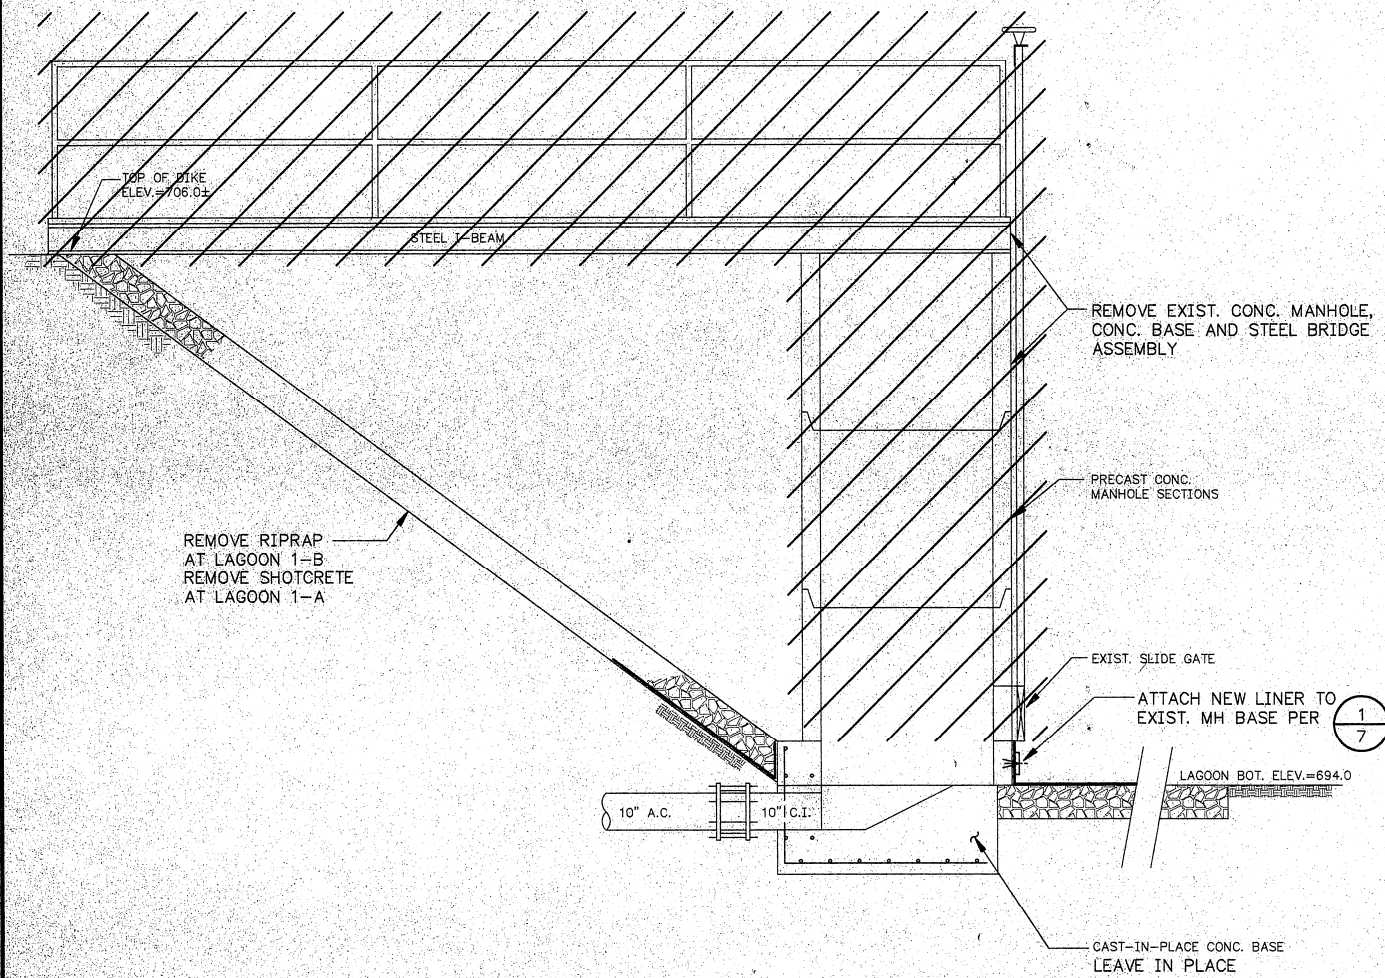 TOP OF DIKE
ELEV.=706.0±
STEEL I-BEAM
REMOVE EXIST. CONC. MANHOLE,
CONC. BASE AND STEEL BRIDGE
ASSEMBLY
PRECAST CONC.
MANHOLE SECTIONS
REMOVE RIPRAP
AT LAGOON 1-B
REMOVE SHOTCRETE
AT LAGOON 1-A
EXIST. SLIDE GATE
ATTACH NEW LINER TO
EXIST. MH BASE PER
1
7
LAGOON BOT. ELEV.=694.0
10" A.C.
10" C.I.
CAST-IN-PLACE CONC. BASE
LEAVE IN PLACE